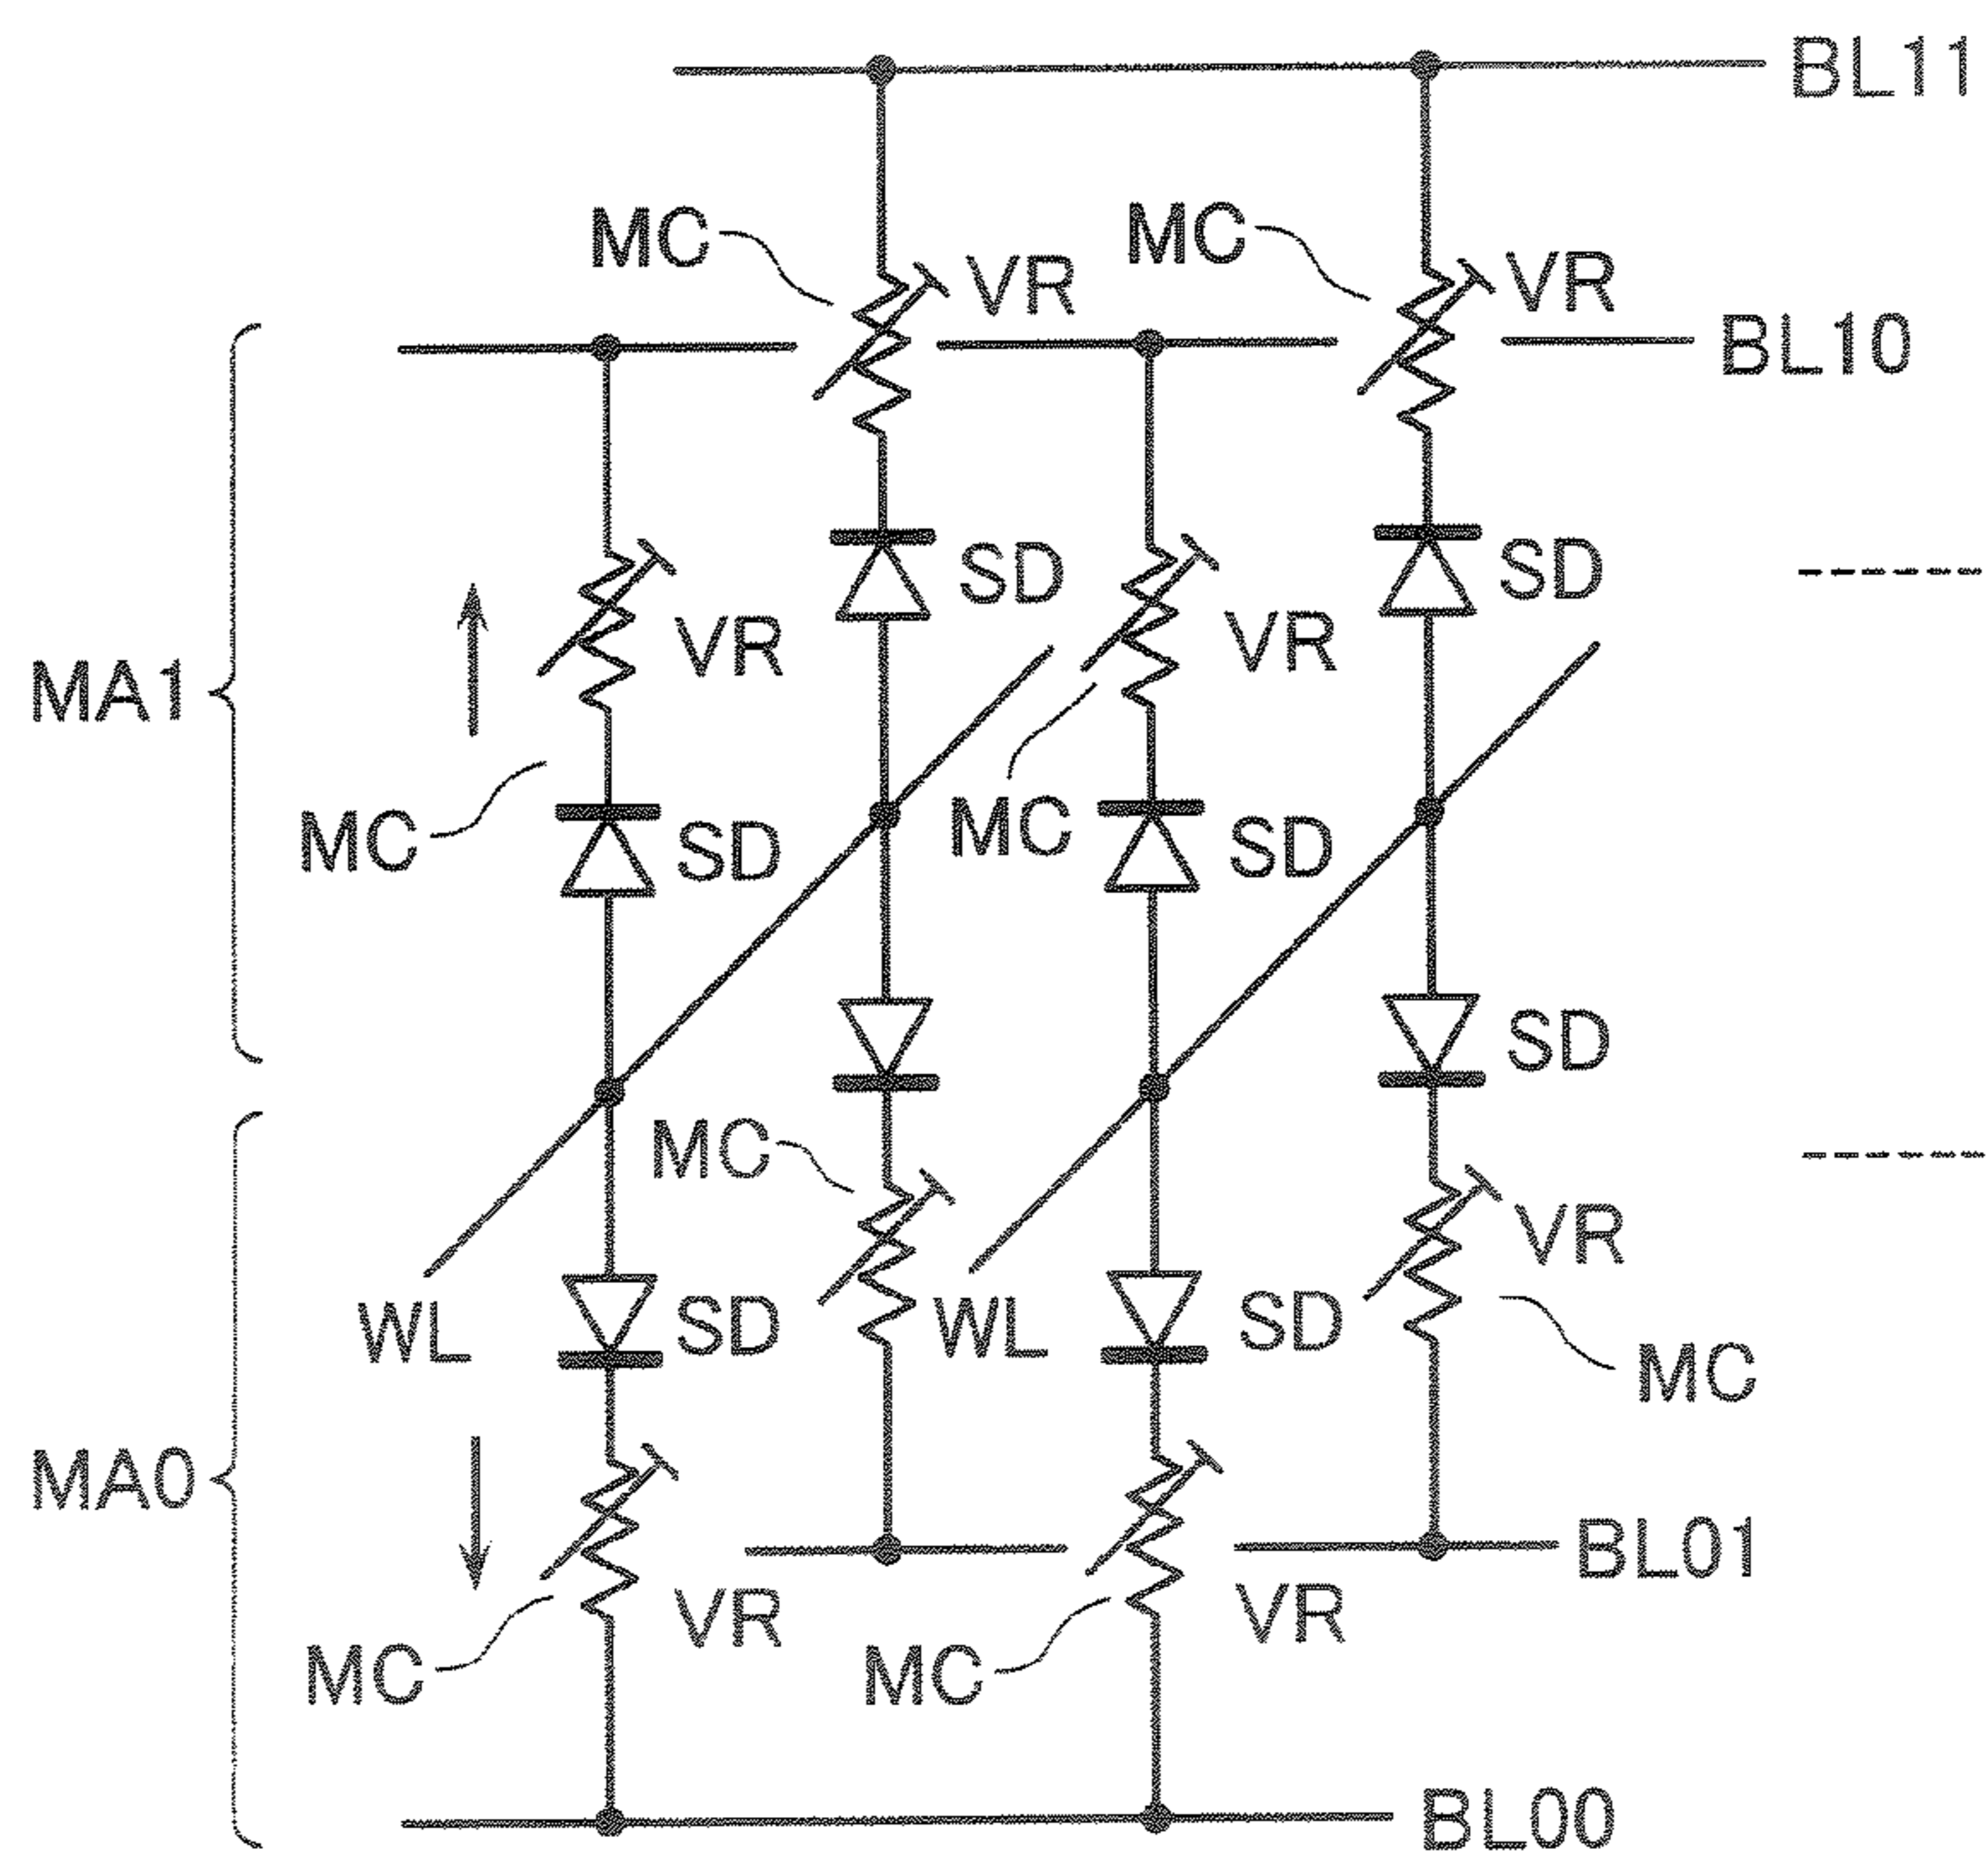 BL11
MC MC
VR VR
BL10
SD SD
MA1 VR VR
MC SD MC SD
SD
MC
WL SD WL SD VR
MC
MA0
BL01
VR VR
MC MC
BL00